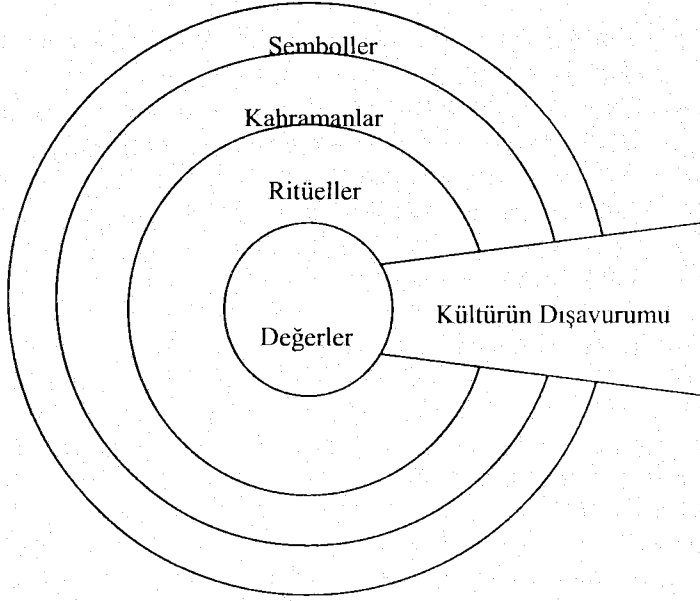 Semboller
Kahramanlar
Ritüeller
Değerler
Kültürün Dışavurumu